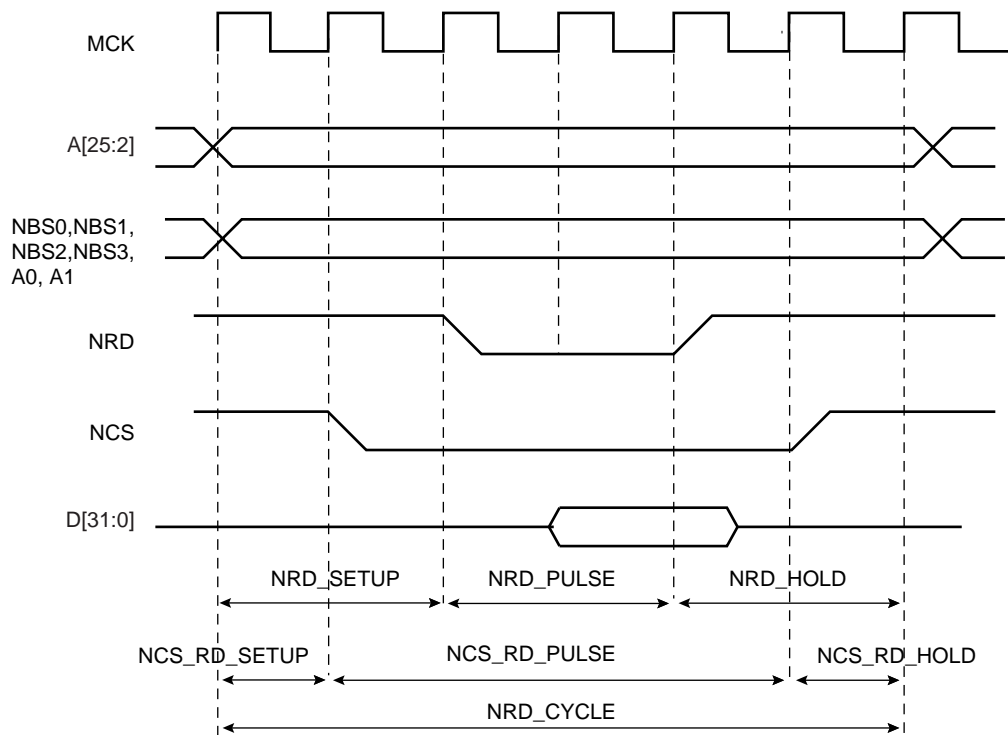 MCK
A[25:2]
NBS0,NBS1,
NBS2,NBS3,
A0, A1
NRD
NCS
D[31:0]
NRD_SETUP
NRD_PULSE
NRD_HOLD
NCS_RD_SETUP
NCS_RD_PULSE
NCS_RD_HOLD
NRD_CYCLE